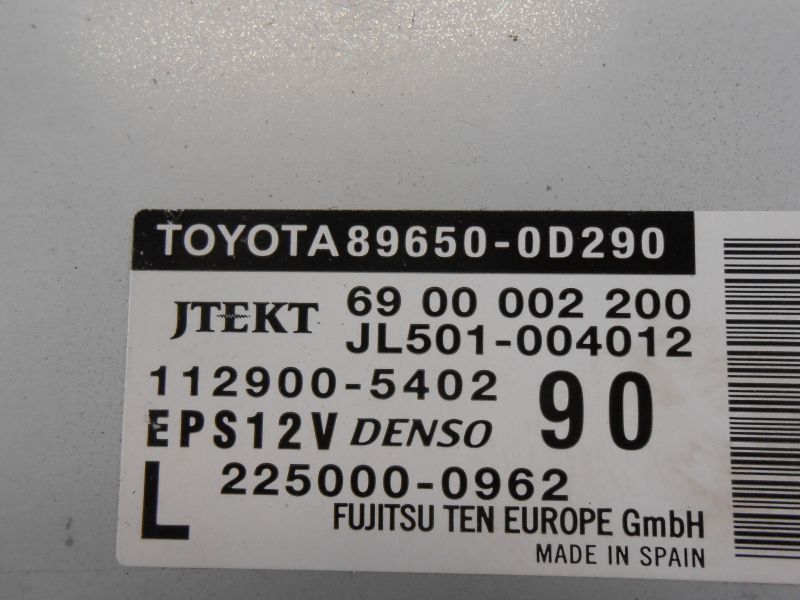 TOYOTA 89650-0D290
JTEKT 69 00 002 200
JL501-004012
112900-5402 90
EPS12V DENSO
L 225000-0962
FUJITSU TEN EUROPE GmbH
MADE IN SPAIN